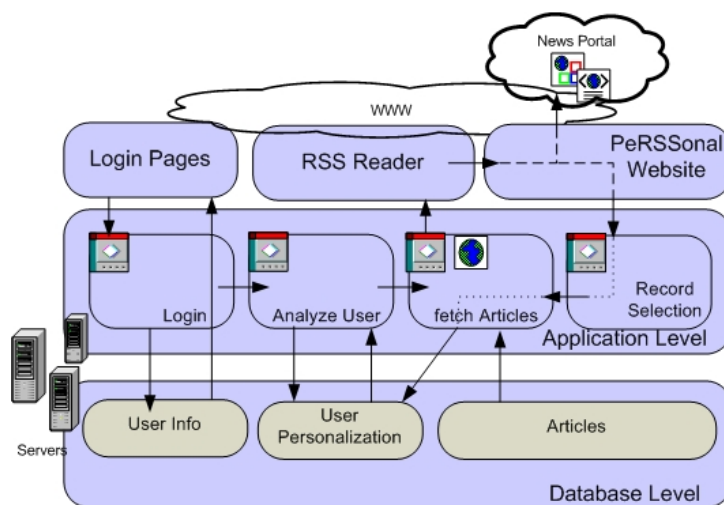 News Portal
WWW
Login Pages
RSS Reader
PeRSSonal
Website
Login
Analyze User
fetch Articles
Record
Selection
Application Level
Servers
User Info
User
Personalization
Articles
Database Level